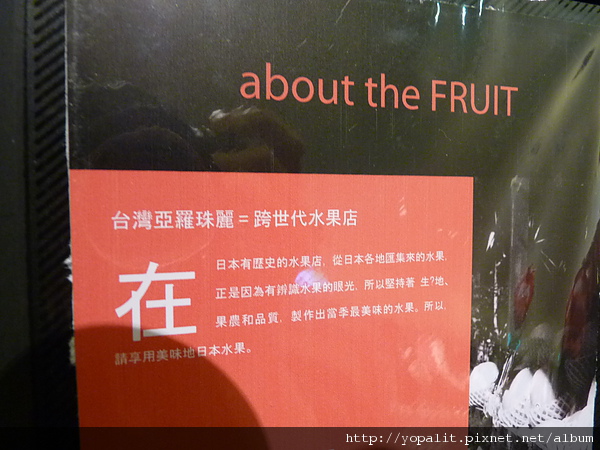 about the FRUIT
台灣亞羅珠麗=跨世代水果店
在
日本有歷史的水果店，從日本各地匯集來的水果，
正是因為有辨識水果的眼光，所以堅持著 生?地、
果農和品質，製作出當季最美味的水果。所以，
請享用美味地日本水果。
http://yopalit.pixnet.net/album